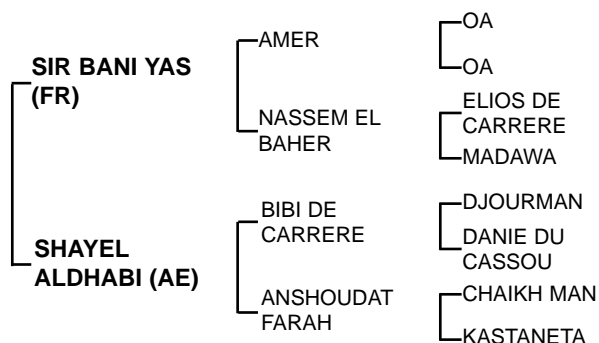 SIR BANI YAS
(FR)
SHAYEL
ALDHABI (AE)
AMER
NASSEM EL
BAHER
BIBI DE
CARRERE
ANSHOUDAT
FARAH
OA
OA
ELIOS DE
CARRERE
MADAWA
DJOURMAN
DANIE DU
CASSOU
CHAIKH MAN
KASTANETA